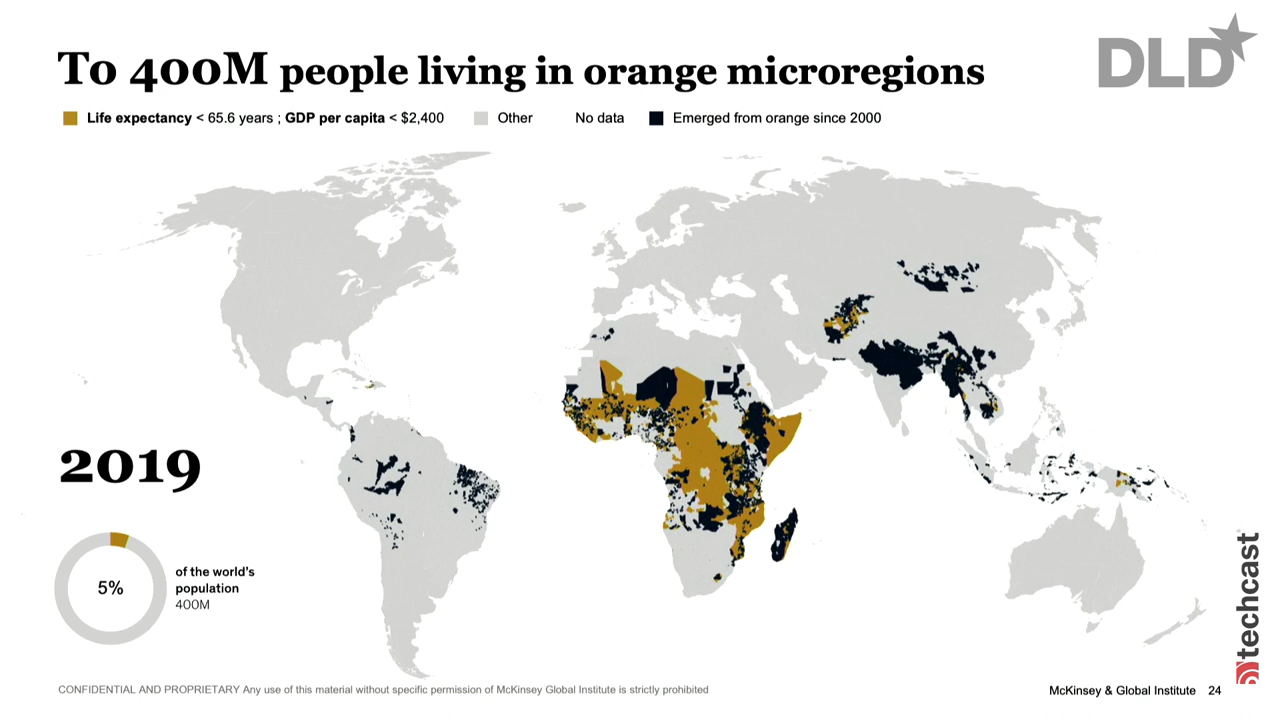 To 400M people living in orange microregions
DLD
Life expectancy < 65.6 years ; GDP per capita < $2,400 Other No data Emerged from orange since 2000
2019
5%
of the world's
population
400M
techcast
CONFIDENTIAL AND PROPRIETARY Any use of this material without specific permission of McKinsey Global Institute is strictly prohibited
McKinsey & Global Institute 24